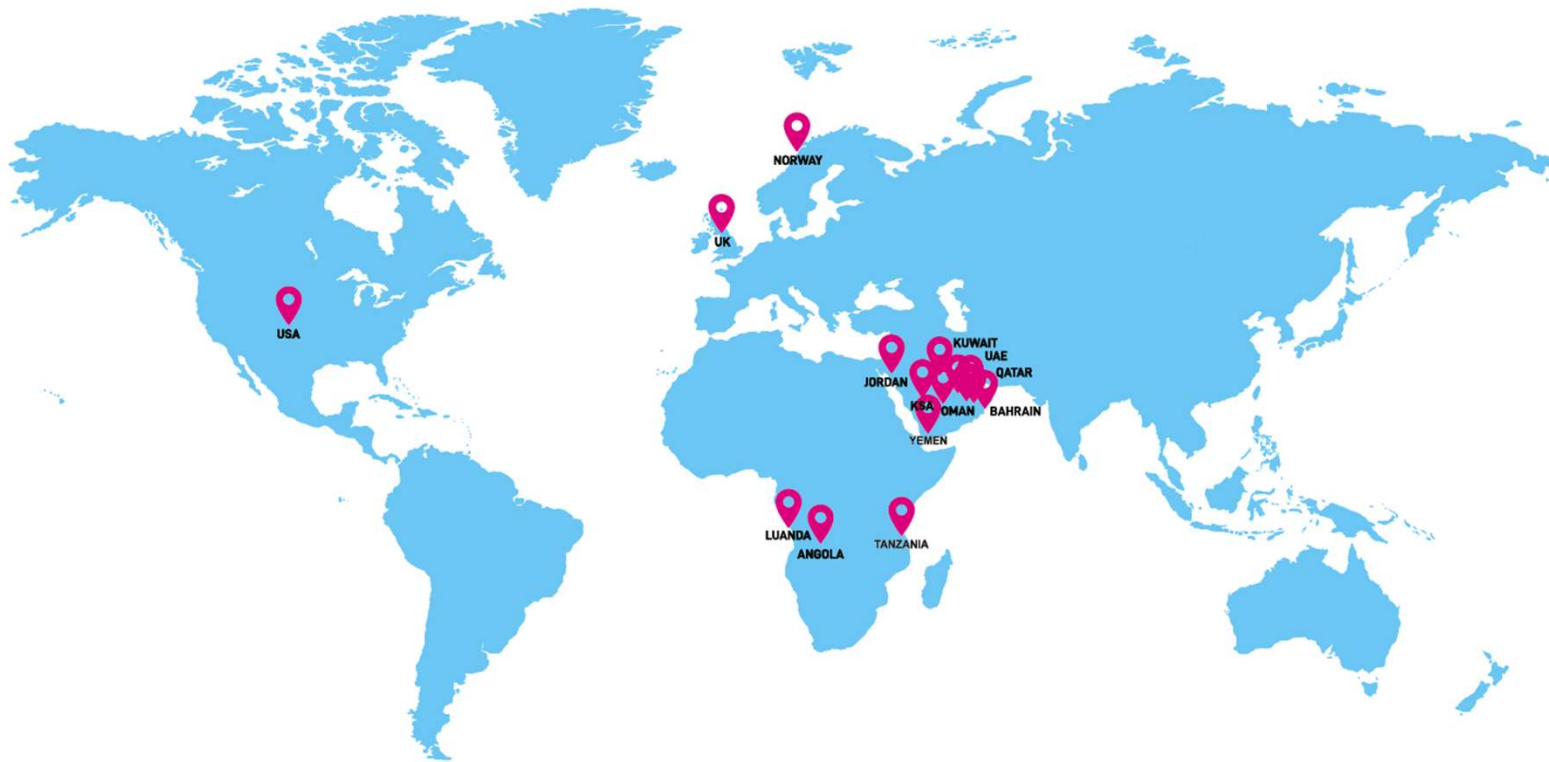 NORWAY
UK
USA
KUWAIT
UAE
QATAR
JORDAN
KSA
OMAN
BAHRAIN
YEMEN
LUANDA
ANGOLA
TANZANIA